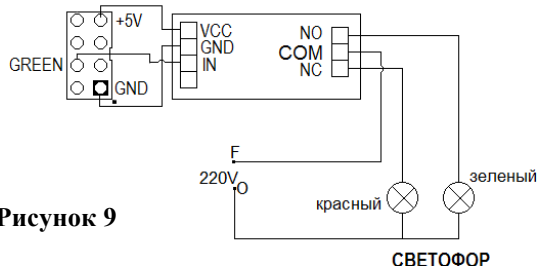 +5V
GREEN
GND
VCC
GND
IN
NO
COM
NC
F
220V
O
красный
зеленый
Рисунок 9
СВЕТОФОР